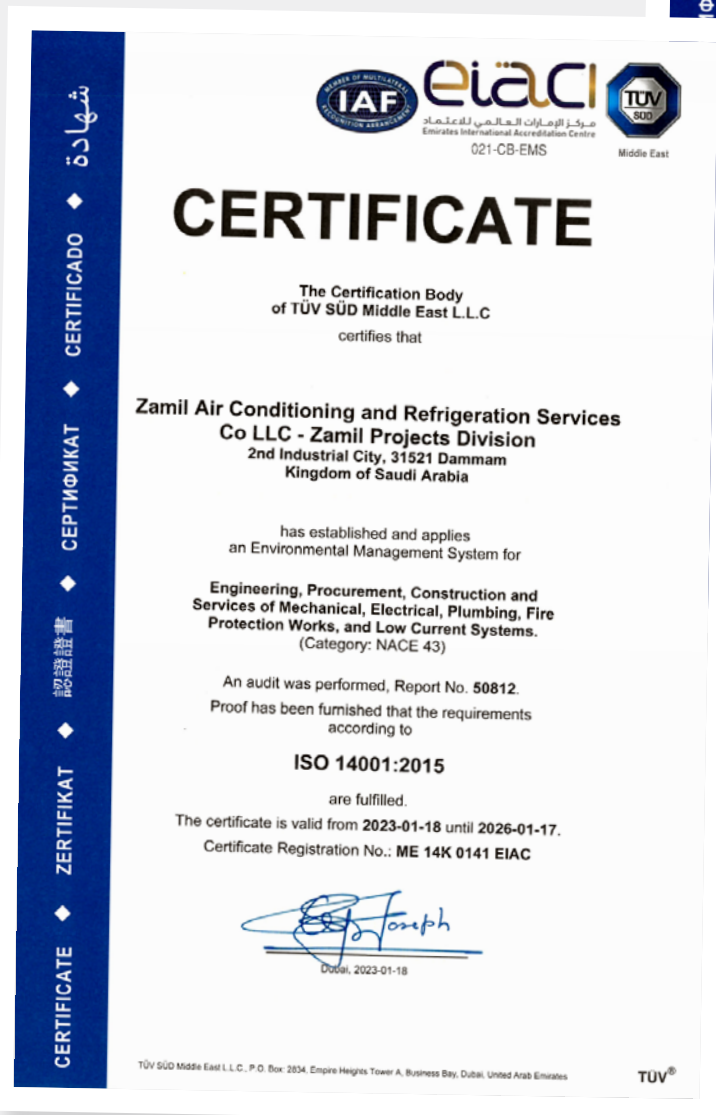 MEMBER OF MULTILATERAL
IAF
RECOGNITION ARRANGEMENT
eiaci
مركز الإمارات العالمي للاعتماد
Emirates International Accreditation Centre
021-CB-EMS
TÜV
SÜD
Middle East
CERTIFICATE
The Certification Body
of TÜV SÜD Middle East L.L.C
certifies that
Zamil Air Conditioning and Refrigeration Services
Co LLC - Zamil Projects Division
2nd Industrial City, 31521 Dammam
Kingdom of Saudi Arabia
has established and applies
an Environmental Management System for
Engineering, Procurement, Construction and
Services of Mechanical, Electrical, Plumbing, Fire
Protection Works, and Low Current Systems.
(Category: NACE 43)
An audit was performed, Report No. 50812.
Proof has been furnished that the requirements
according to
ISO 14001:2015
are fulfilled.
The certificate is valid from 2023-01-18 until 2026-01-17.
Certificate Registration No.: ME 14K 0141 EIAC
Joseph
Dubai, 2023-01-18
TÜV SÜD Middle East L.L.C., P.O. Box: 2834, Empire Heights Tower A, Business Bay, Dubai, United Arab Emirates
TÜV®
CERTIFICATE ◆ ZERTIFIKAT ◆ 認證證書 ◆ СЕРТИФИКАТ ◆ CERTIFICADO ◆ شهادة